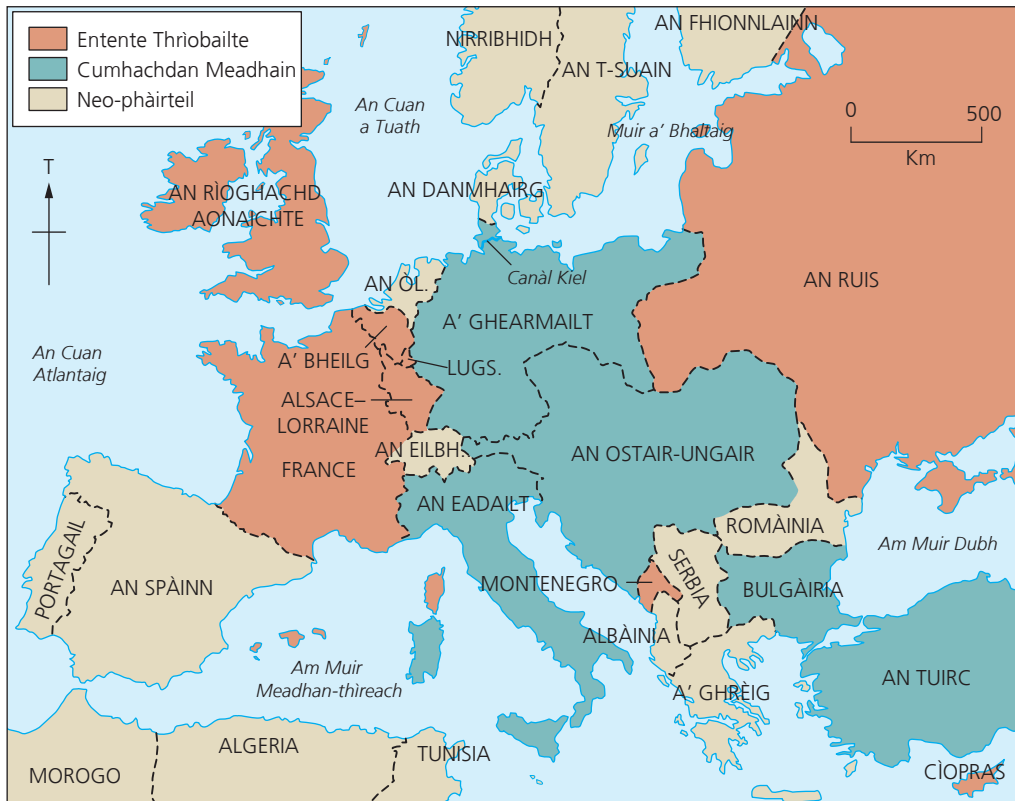 Entente Thrìobailte
Cumhachdan Meadhain
Neo-phàirteil
T
0 500
Km
NIRRIBHIDH
AN T-SUAIN
AN FHIONNLAINN
An Cuan
a Tuath
Muir a' Bhaltaig
AN RÌOGHACHD
AONAICHTE
AN DANMHAIRG
Canàl Kiel
AN ÒL.
AN RUIS
A' GHEARMAILT
An Cuan
Atlantaig
A' BHEILG
LUGS.
ALSACE–
LORRAINE
FRANCE
AN EILBH.
AN OSTAIR-UNGAIR
AN EADAILT
ROMÀINIA
Am Muir Dubh
PORTAGAIL
AN SPÀINN
MONTENEGRO
SERBIA
BULGÀIRIA
ALBÀINIA
Am Muir
Meadhan-thìreach
A' GHRÈIG
AN TUIRC
MOROGO
ALGERIA
TUNISIA
CÌOPRAS